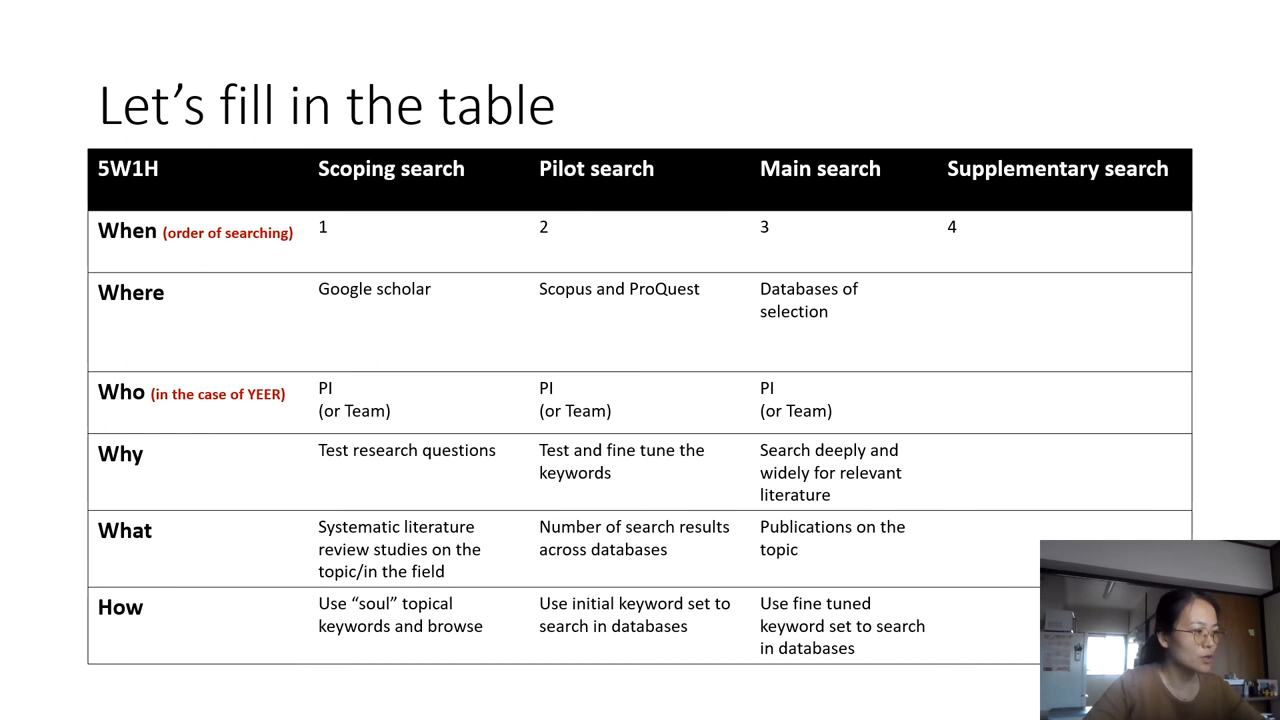 Let’s fill in the table
5W1H Scoping search Pilot search Main search Supplementary search
When (order of searching) 1 2 3 4
Where Google scholar Scopus and ProQuest Databases of
selection
Who (in the case of YEER) PI PI PI
(or Team) (or Team) (or Team)
Why Test research questions Test and fine tune the Search deeply and
keywords widely for relevant
literature
What Systematic literature Number of search results Publications on the
review studies on the across databases topic
topic/in the field
How Use “soul” topical Use initial keyword set to Use fine tuned
keywords and browse search in databases keyword set to search
in databases